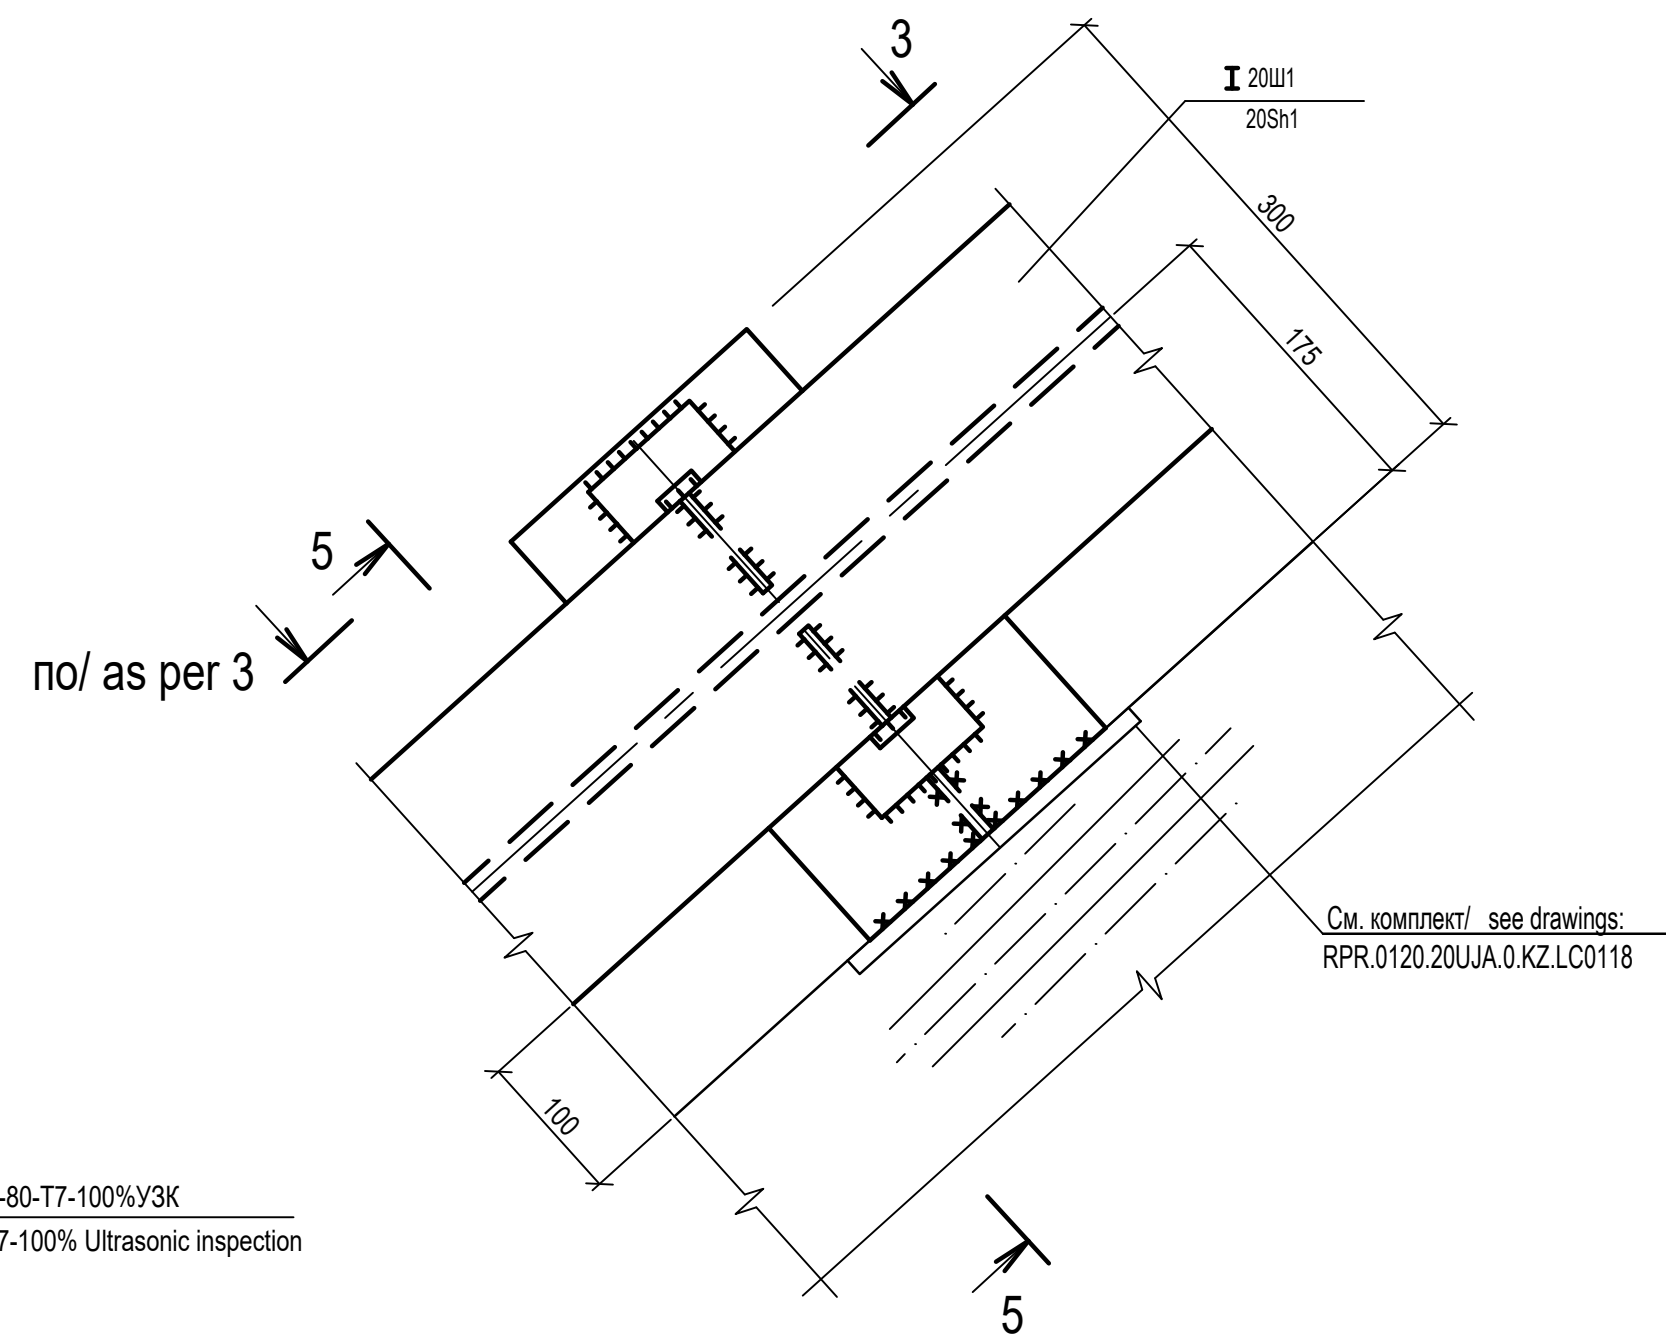 3
I 20Ш1
20Sh1
300
175
5
по/ as per 3
См. комплект/ see drawings:
RPR.0120.20UJA.0.KZ.LC0118
100
-80-Т7-100%УЗК
7-100% Ultrasonic inspection
5